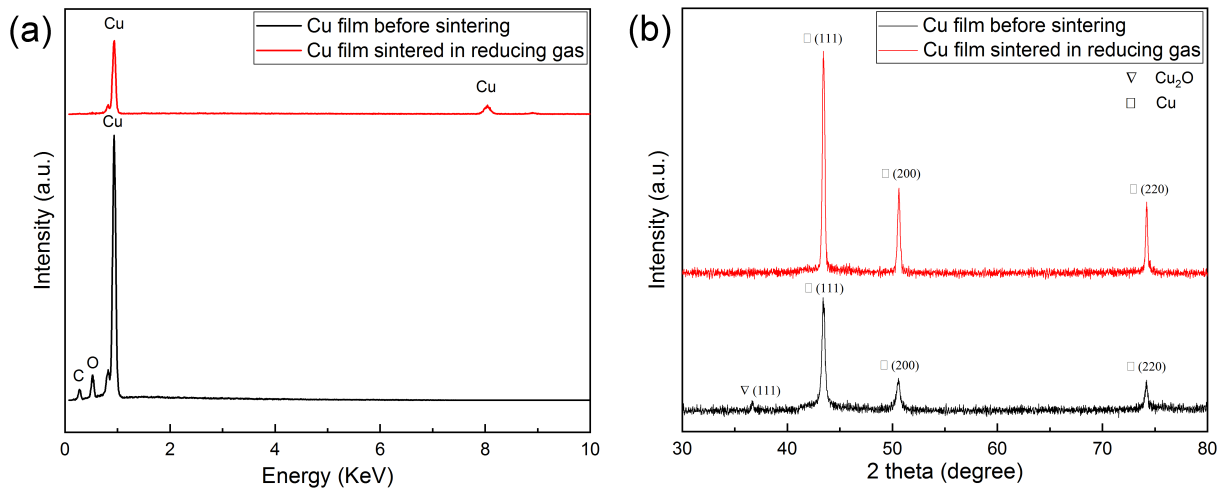 (a)
Cu
Cu film before sintering
Cu film sintered in reducing gas
Cu
Cu
C
O
Intensity (a.u.)
0
2
4
6
8
10
Energy (KeV)
(b)
□ (111)
Cu film before sintering
Cu film sintered in reducing gas
∇ Cu₂O
□ Cu
□ (200)
□ (220)
□ (111)
□ (200)
□ (220)
∇ (111)
Intensity (a.u.)
30
40
50
60
70
80
2 theta (degree)